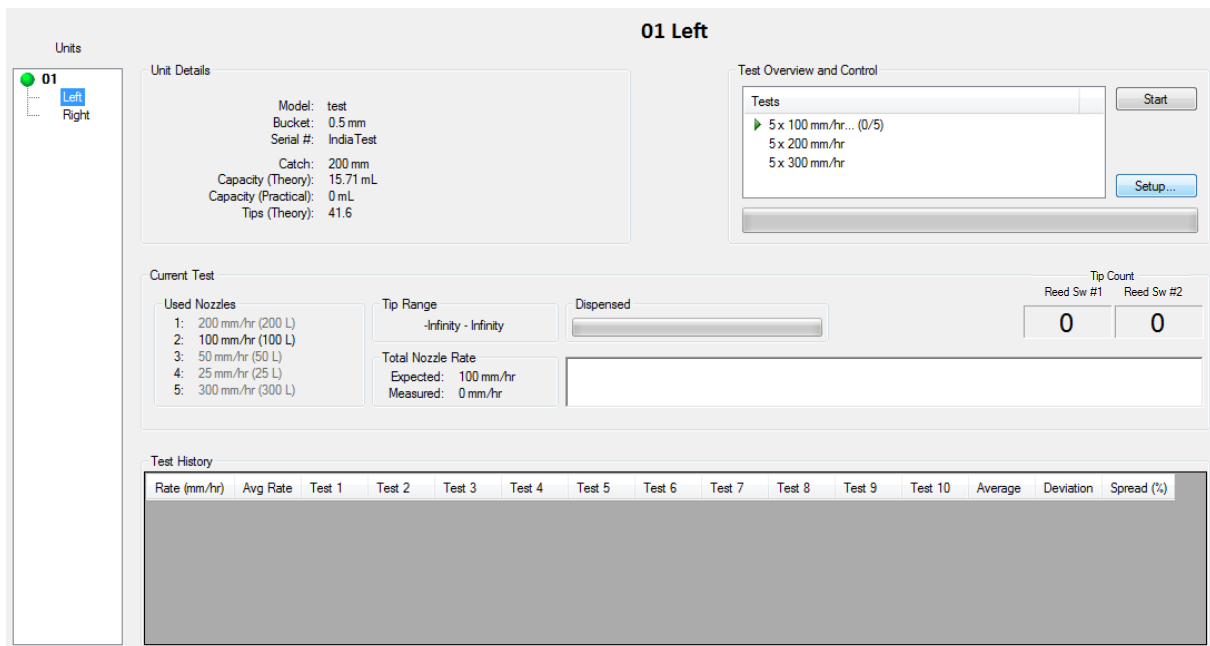 01 Left
Units
01
Left
Right
Unit Details
Model: test
Bucket: 0.5 mm
Serial #: IndiaTest
Catch: 200 mm
Capacity (Theory): 15.71 mL
Capacity (Practical): 0 mL
Tips (Theory): 41.6
Test Overview and Control
Tests
5 x 100 mm/hr... (0/5)
5 x 200 mm/hr
5 x 300 mm/hr
Start
Setup...
Current Test
Used Nozzles
1: 200 mm/hr (200 L)
2: 100 mm/hr (100 L)
3: 50 mm/hr (50 L)
4: 25 mm/hr (25 L)
5: 300 mm/hr (300 L)
Tip Range
-Infinity - Infinity
Total Nozzle Rate
Expected: 100 mm/hr
Measured: 0 mm/hr
Dispensed
Tip Count
Reed Sw #1 Reed Sw #2
0 0
Test History
Rate (mm/hr) Avg Rate Test 1 Test 2 Test 3 Test 4 Test 5 Test 6 Test 7 Test 8 Test 9 Test 10 Average Deviation Spread (%)